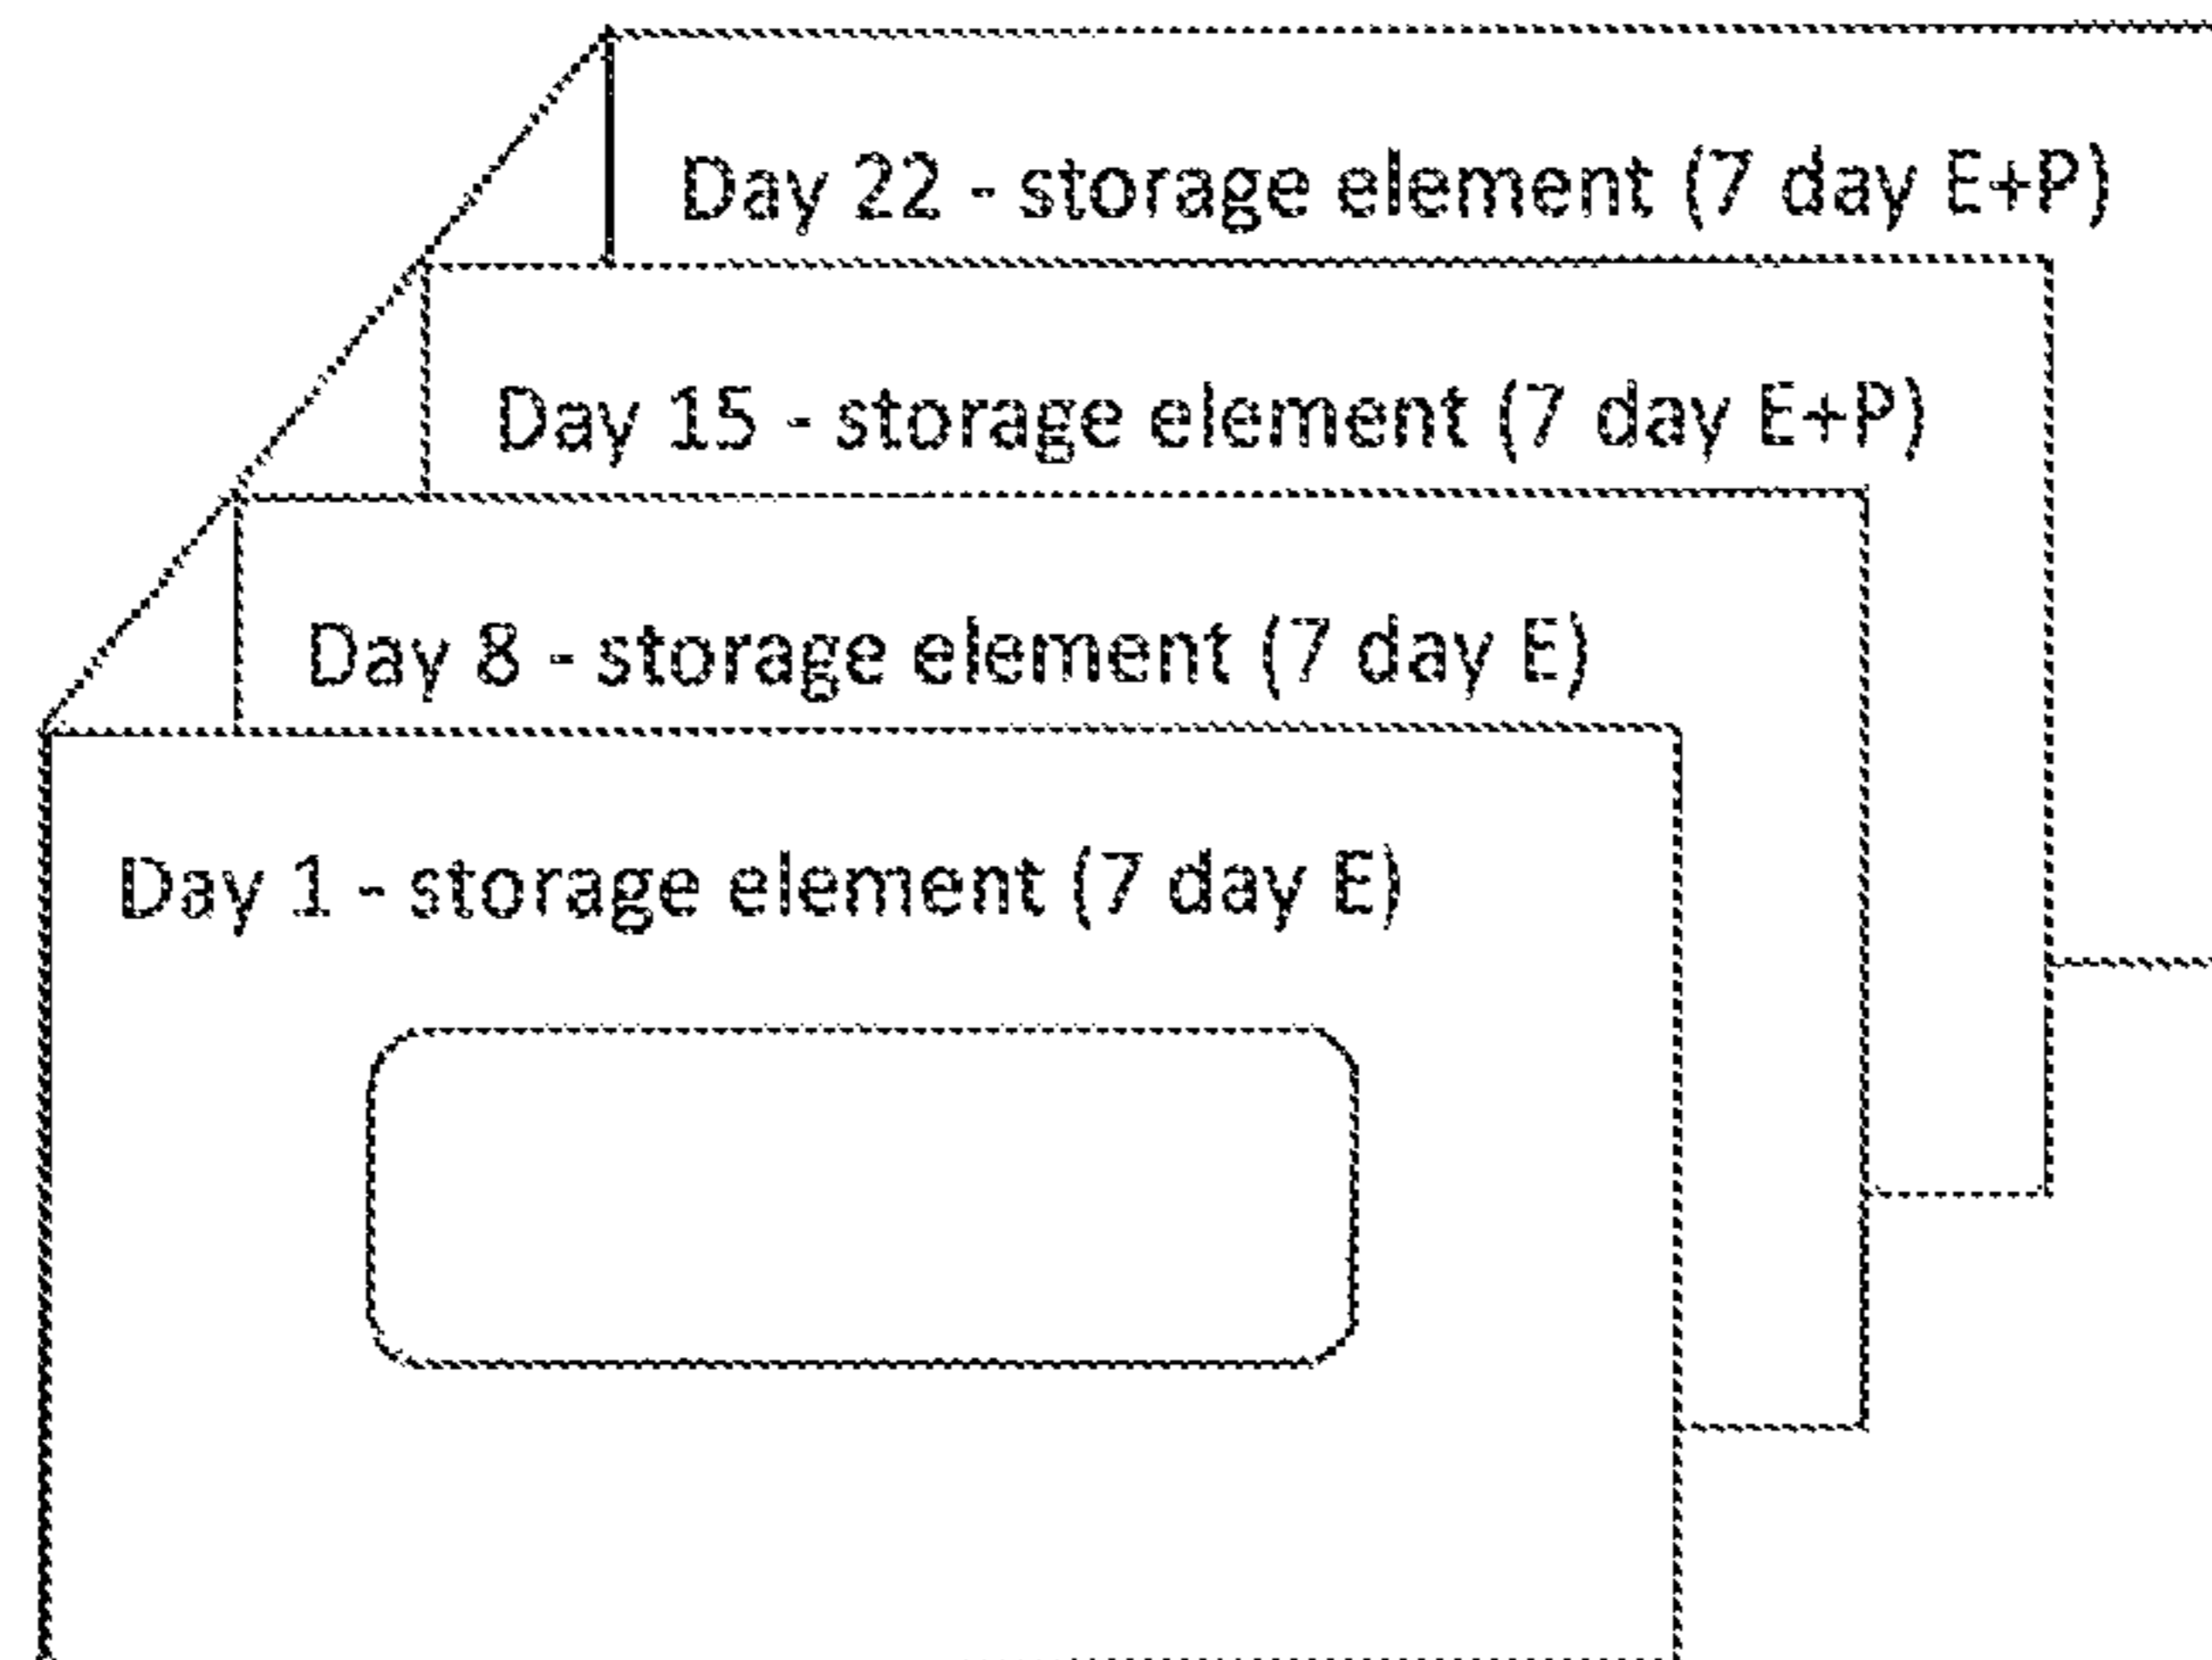 Day 22 - storage element (7 day E+P)
Day 15 - storage element (7 day E+P)
Day 8 - storage element (7 day E)
Day 1 - storage element (7 day E)